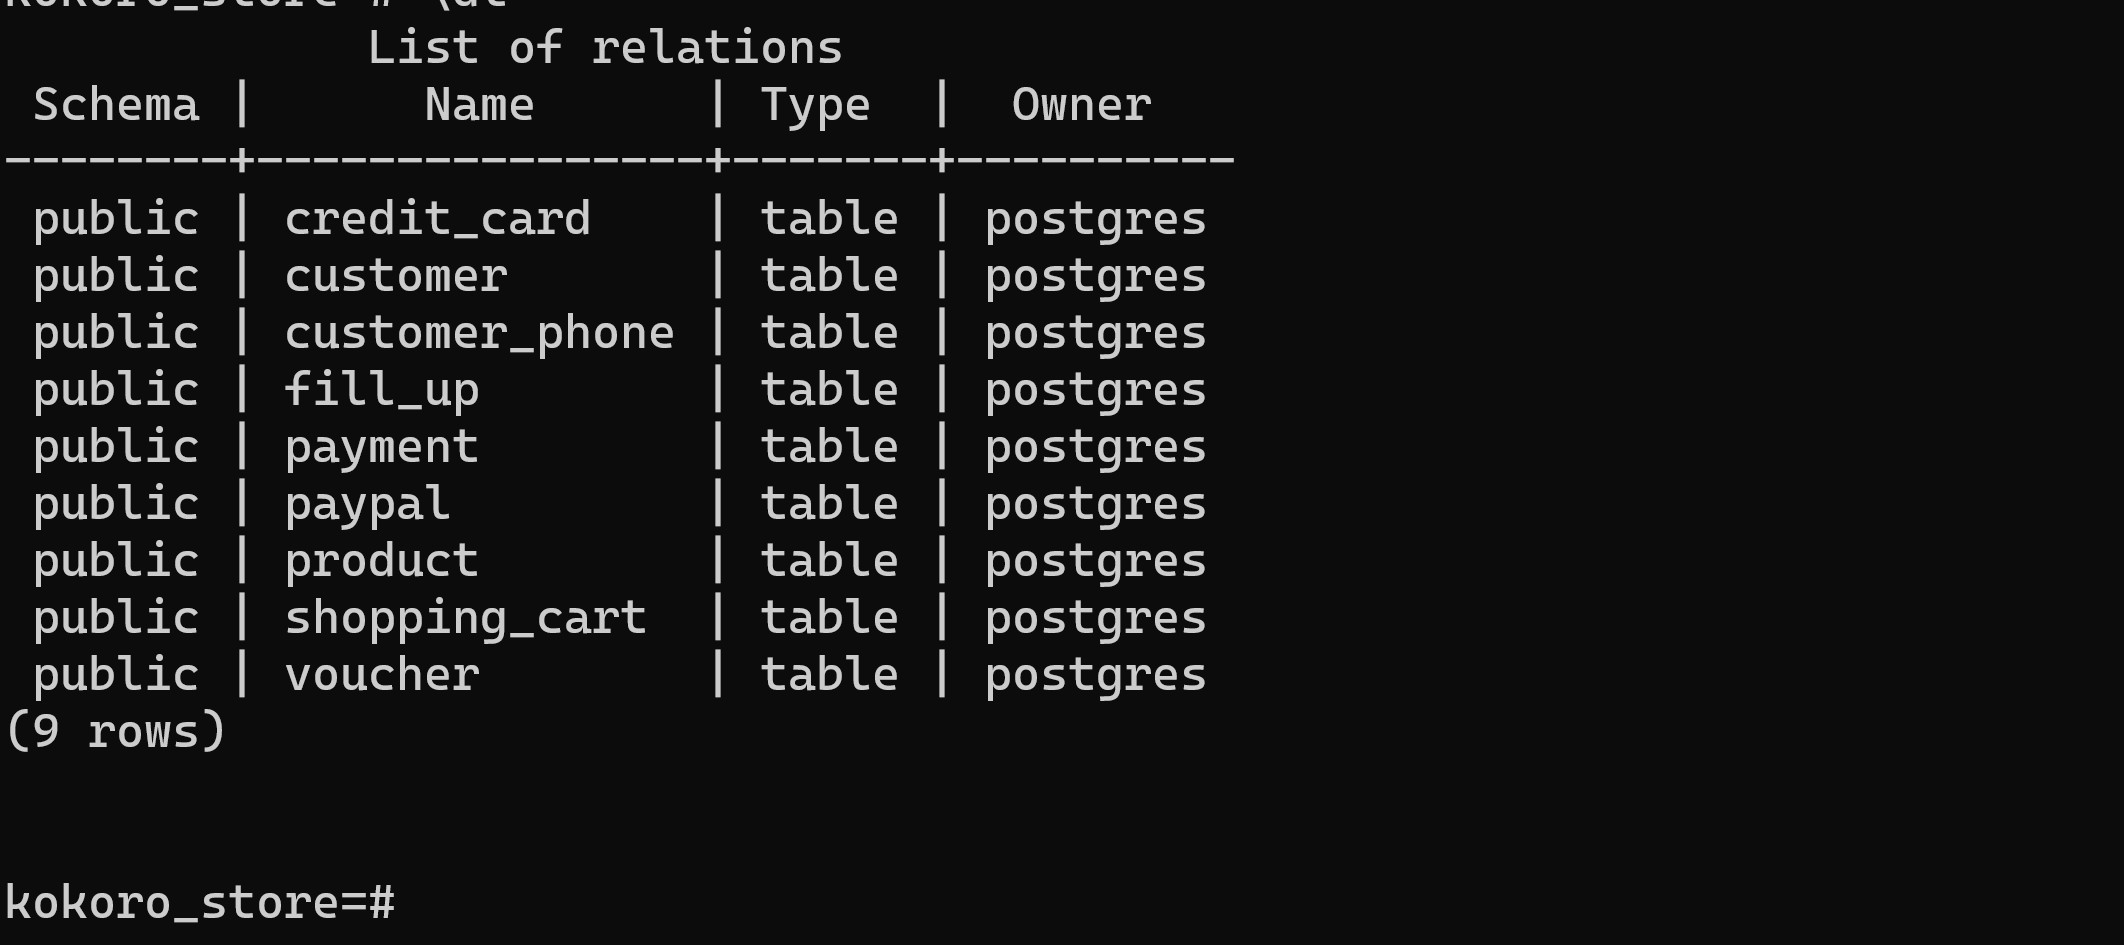 kokoro_store=# \dt
             List of relations
 Schema |      Name      | Type  |  Owner
--------+----------------+-------+----------
 public | credit_card    | table | postgres
 public | customer       | table | postgres
 public | customer_phone | table | postgres
 public | fill_up        | table | postgres
 public | payment        | table | postgres
 public | paypal         | table | postgres
 public | product        | table | postgres
 public | shopping_cart  | table | postgres
 public | voucher        | table | postgres
(9 rows)
kokoro_store=#